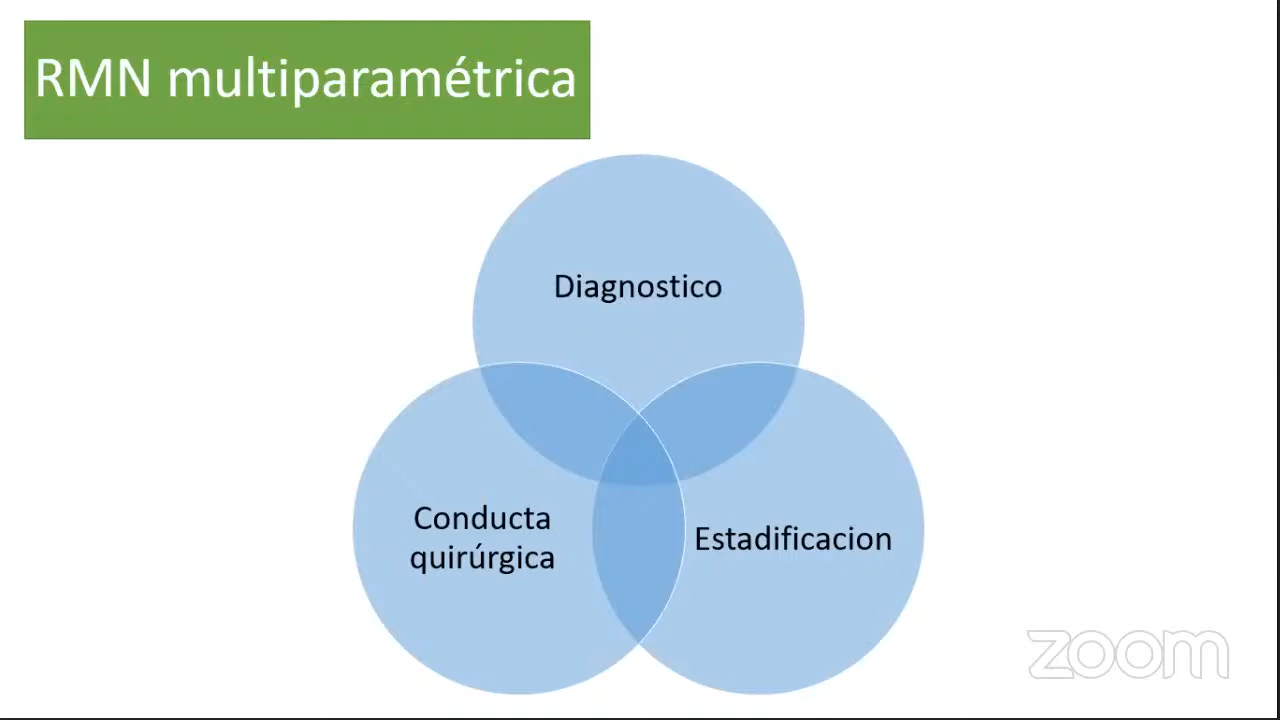 RMN multiparamétrica
Diagnostico
Conducta
quirúrgica
Estadificacion
zoom